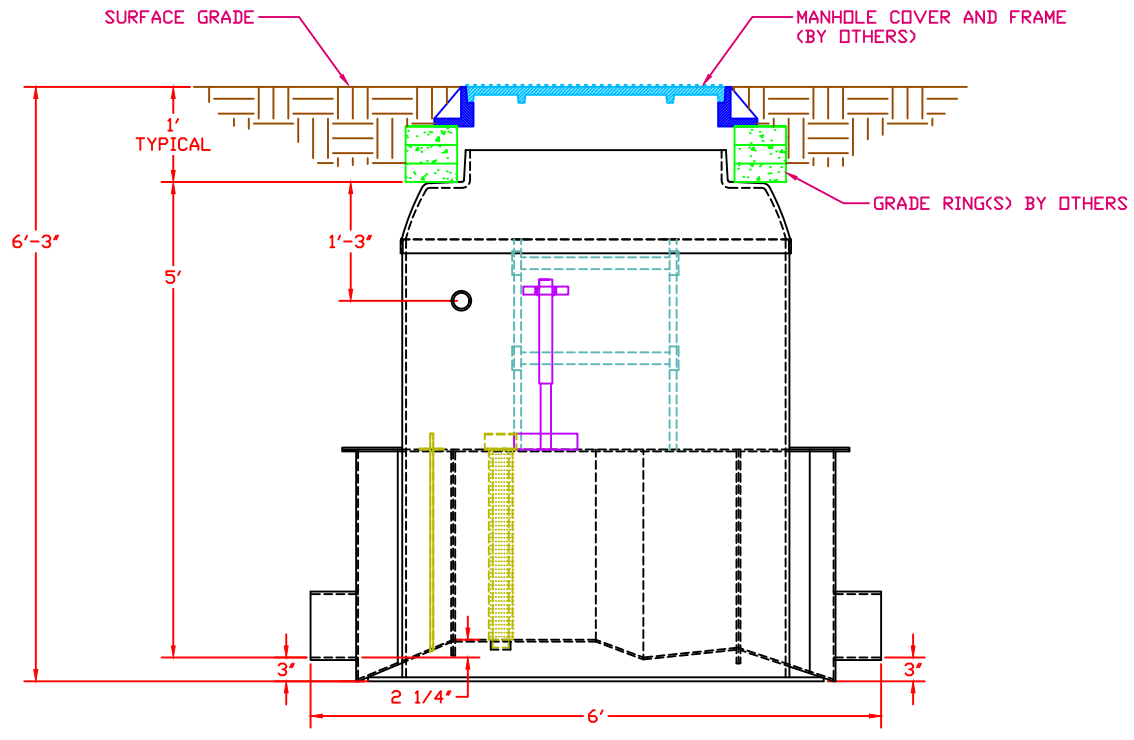 SURFACE GRADE
MANHOLE COVER AND FRAME
(BY OTHERS)
1'
TYPICAL
GRADE RING(S) BY OTHERS
6'-3"
1'-3"
5'
3"
3"
2 1/4"
6'